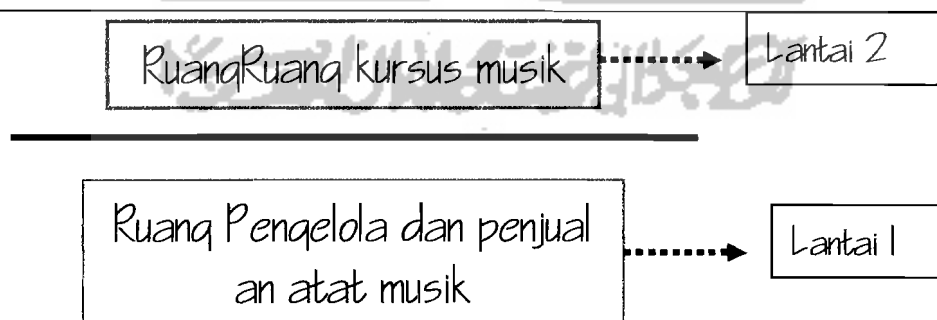 RuangRuang kursus musik
Lantai 2
Ruang Pengelola dan penjual
an atat musik
Lantai 1